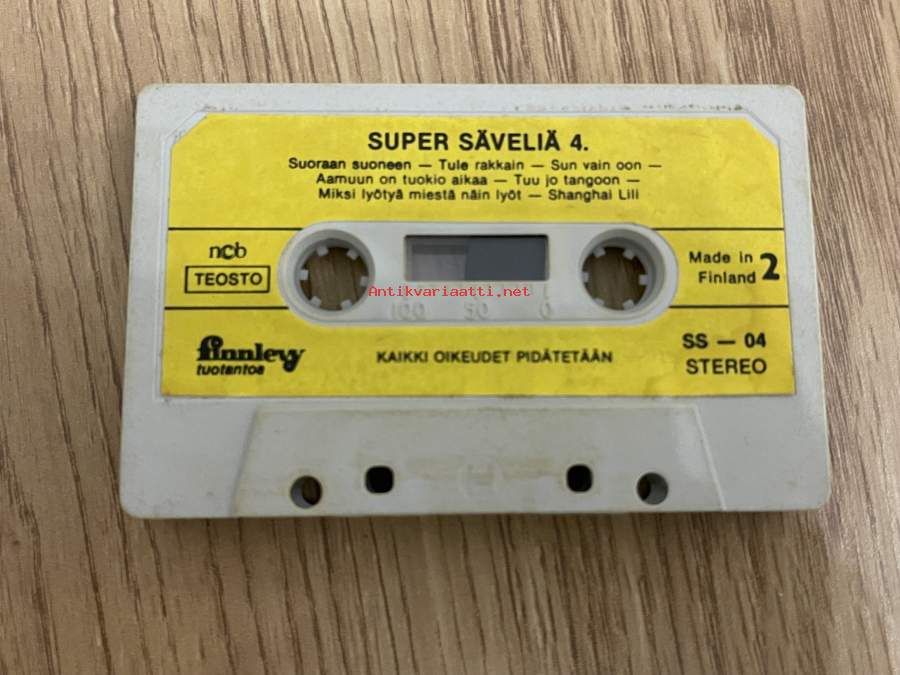 SUPER SÄVELIÄ 4.
Suoraan suoneen — Tule rakkain — Sun vain oon —
Aamuun on tuokio aikaa — Tuu jo tangoon —
Miksi lyötyä miestä näin lyöt — Shanghai Lili
ncb
TEOSTO
Made in
Finland
2
Antikvariaatti.net
100 50 0
finnlevy
tuotantoa
KAIKKI OIKEUDET PIDÄTETÄÄN
SS — 04
STEREO